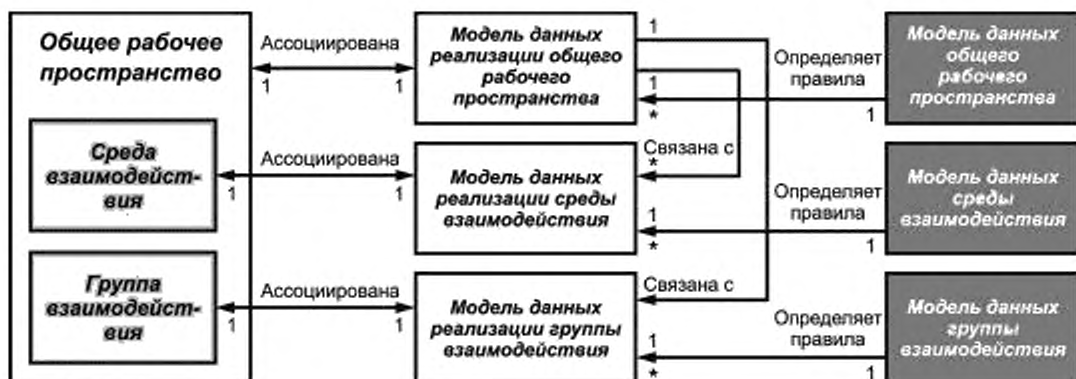 Общее рабочее
пространство
Среда
взаимодейст-
вия
Группа
взаимодейст-
вия
Ассоциирована
1
1
Ассоциирована
1
1
Ассоциирована
1
1
Модель данных
реализации общего
рабочего
пространства
Модель данных
реализации среды
взаимодействия
Модель данных
реализации группы
взаимодействия
1
1
*
Связана с
*
1
*
Связана с
1
*
Определяет
правила
1
Определяет
правила
1
Определяет
правила
1
Модель данных
общего
рабочего
пространства
Модель данных
среды
взаимодействия
Модель данных
группы
взаимодействия